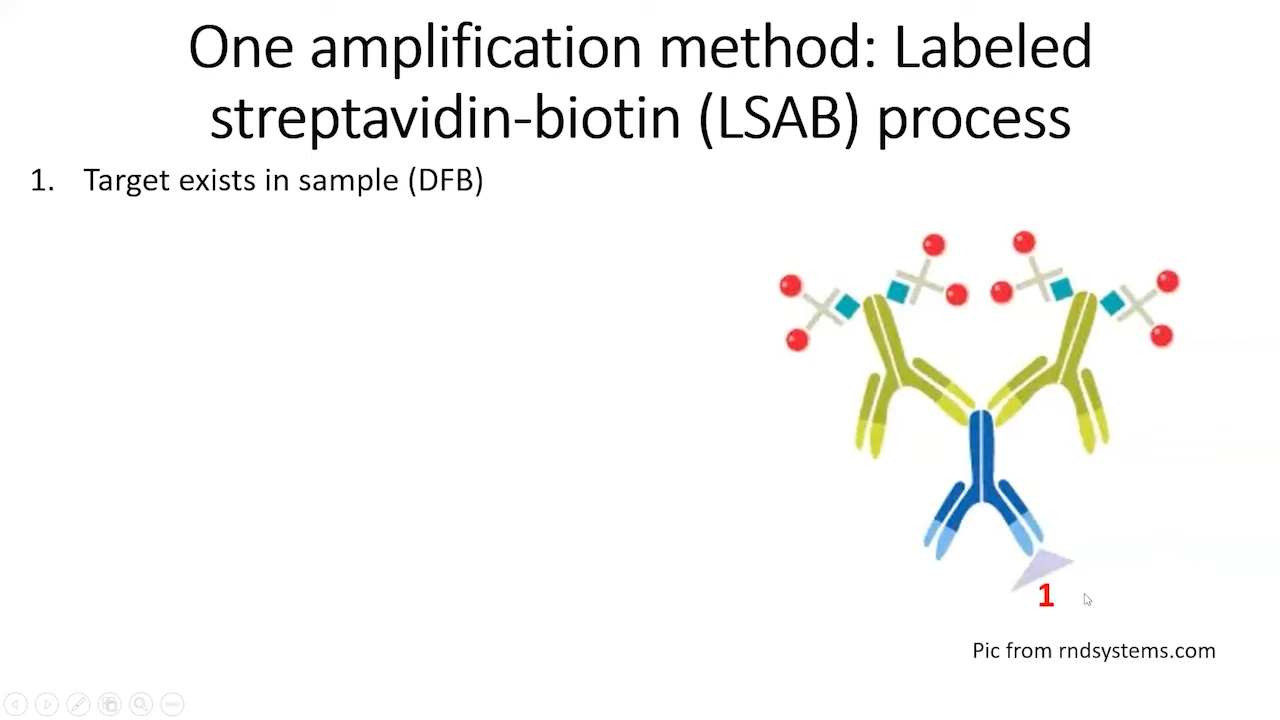 One amplification method: Labeled
streptavidin-biotin (LSAB) process
1. Target exists in sample (DFB)
1
Pic from rndsystems.com